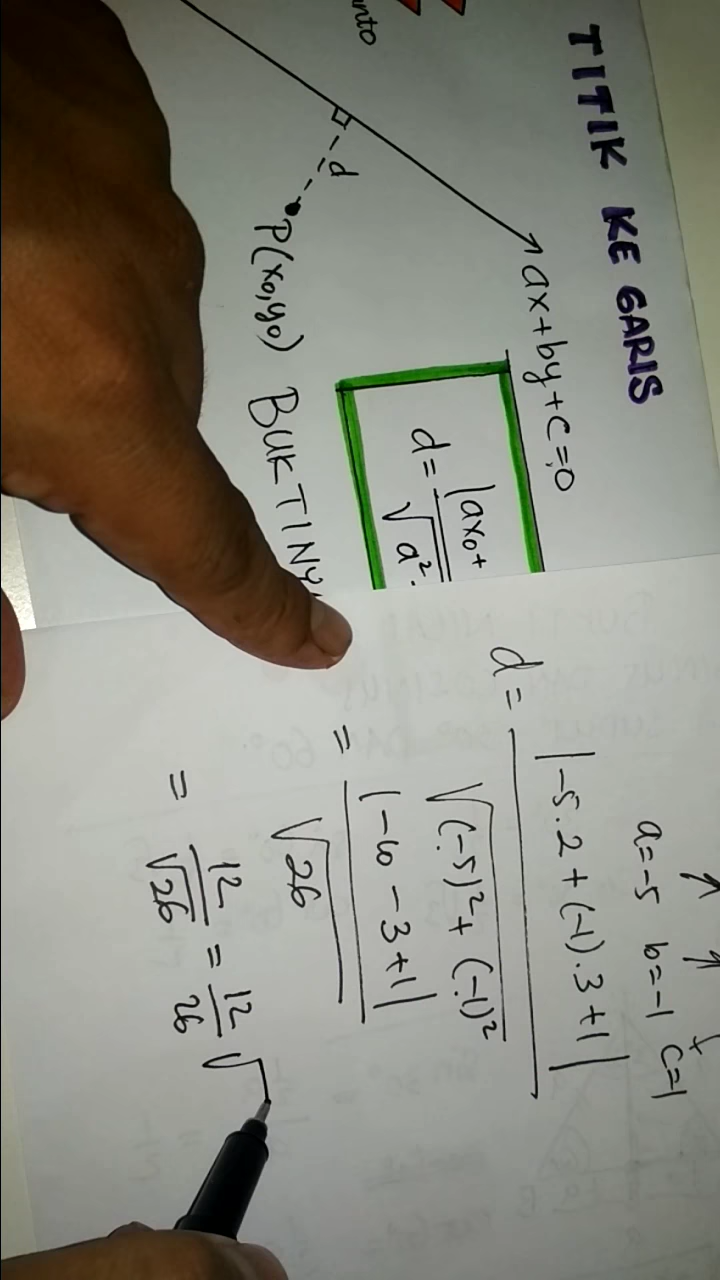 TITIK KE GARIS
ax+by+c=0
d
P(x₀,y₀)
d = |ax₀+
√a²
BUKTINYA
a=-5 b=-1 c=1
d = |-5.2 + (-1).3 + 1|
√(-5)² + (-1)²
= |-10 - 3 + 1|
√26
= 12/√26 = 12/26 √